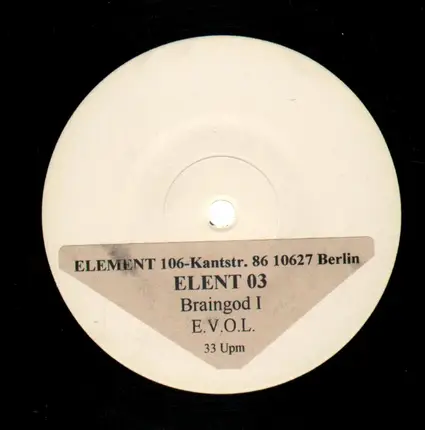 ELEMENT 106-Kantstr. 86 10627 Berlin
ELENT 03
Braingod I
E.V.O.L.
33 Upm